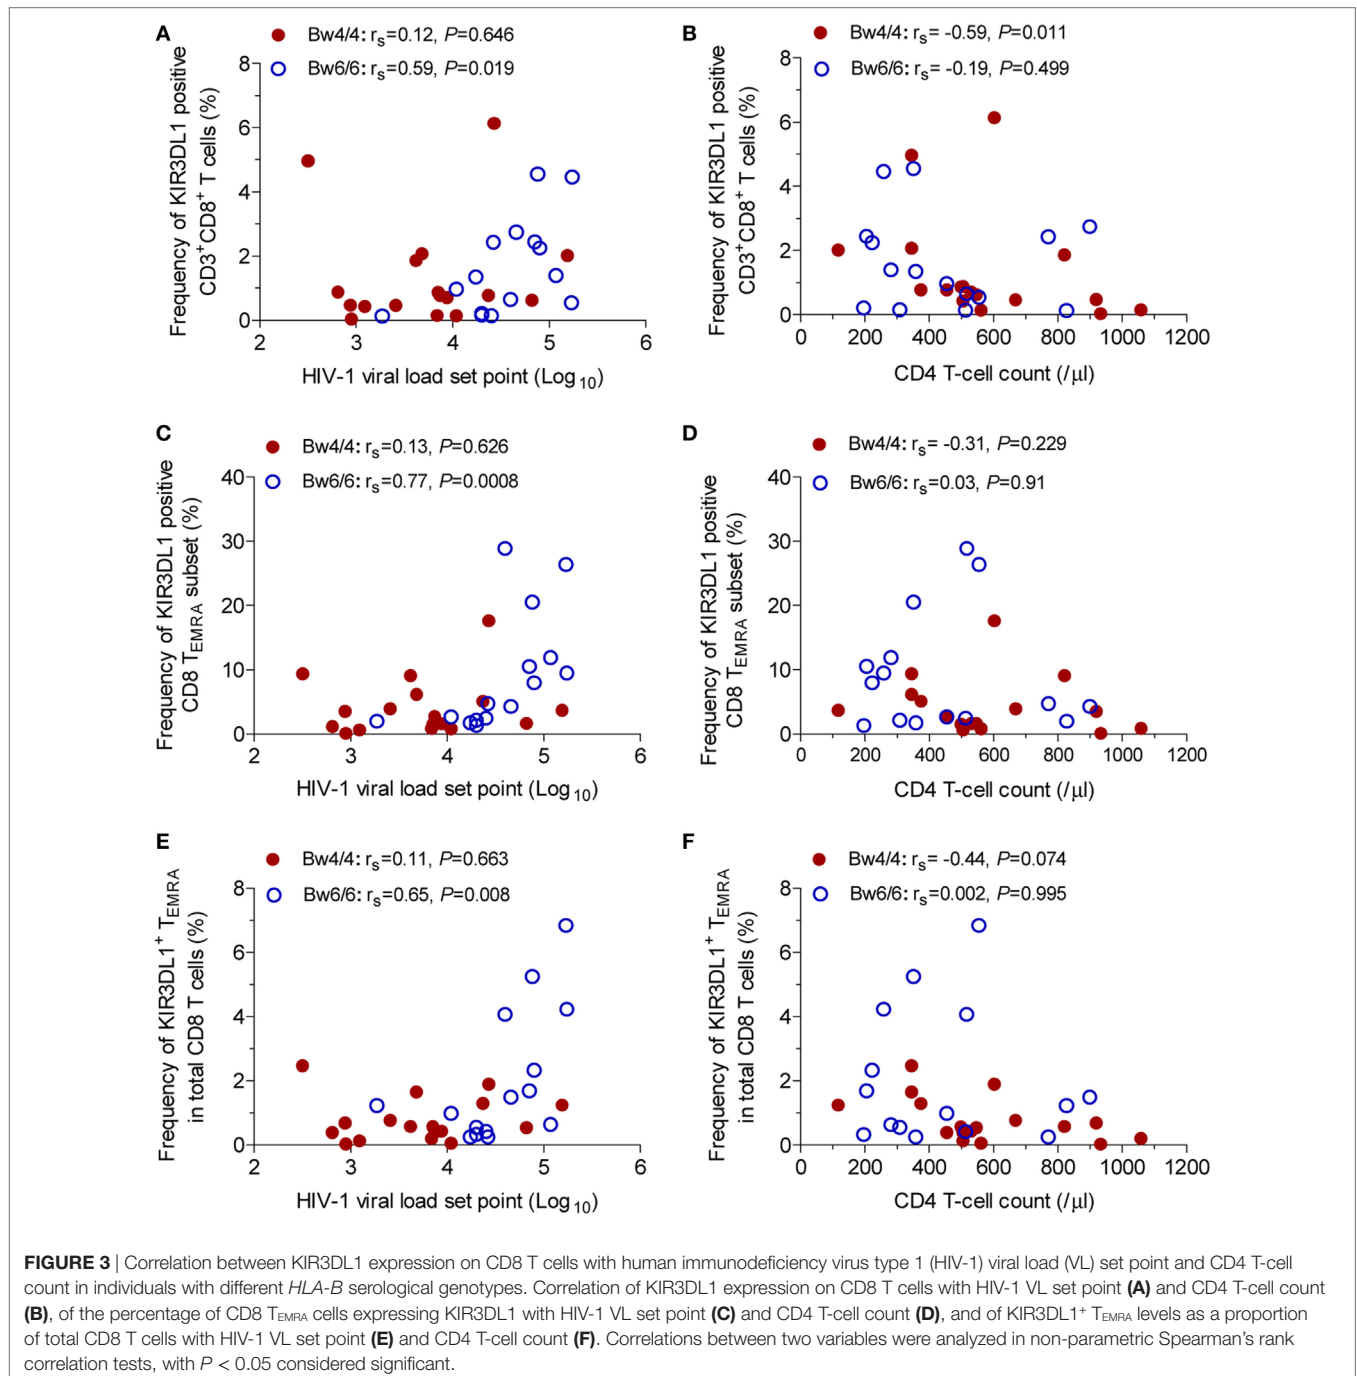 A
Bw4/4: rs=0.12, P=0.646
Bw6/6: rs=0.59, P=0.019
Frequency of KIR3DL1 positive
CD3+CD8+ T cells (%)
8
6
4
2
0
2 3 4 5 6
HIV-1 viral load set point (Log10)
B
Bw4/4: rs= -0.59, P=0.011
Bw6/6: rs= -0.19, P=0.499
Frequency of KIR3DL1 positive
CD3+CD8+ T cells (%)
8
6
4
2
0
0 200 400 600 800 1000 1200
CD4 T-cell count (/µl)
C
Bw4/4: rs=0.13, P=0.626
Bw6/6: rs=0.77, P=0.0008
Frequency of KIR3DL1 positive
CD8 TEMRA subset (%)
40
30
20
10
0
2 3 4 5 6
HIV-1 viral load set point (Log10)
D
Bw4/4: rs= -0.31, P=0.229
Bw6/6: rs=0.03, P=0.91
Frequency of KIR3DL1 positive
CD8 TEMRA subset (%)
40
30
20
10
0
0 200 400 600 800 1000 1200
CD4 T-cell count (/µl)
E
Bw4/4: rs=0.11, P=0.663
Bw6/6: rs=0.65, P=0.008
Frequency of KIR3DL1+ TEMRA
in total CD8 T cells (%)
8
6
4
2
0
2 3 4 5 6
HIV-1 viral load set point (Log10)
F
Bw4/4: rs= -0.44, P=0.074
Bw6/6: rs=0.002, P=0.995
Frequency of KIR3DL1+ TEMRA
in total CD8 T cells (%)
8
6
4
2
0
0 200 400 600 800 1000 1200
CD4 T-cell count (/µl)
FIGURE 3 | Correlation between KIR3DL1 expression on CD8 T cells with human immunodeficiency virus type 1 (HIV-1) viral load (VL) set point and CD4 T-cell
count in individuals with different HLA-B serological genotypes. Correlation of KIR3DL1 expression on CD8 T cells with HIV-1 VL set point (A) and CD4 T-cell count
(B), of the percentage of CD8 TEMRA cells expressing KIR3DL1 with HIV-1 VL set point (C) and CD4 T-cell count (D), and of KIR3DL1+ TEMRA levels as a proportion
of total CD8 T cells with HIV-1 VL set point (E) and CD4 T-cell count (F). Correlations between two variables were analyzed in non-parametric Spearman's rank
correlation tests, with P < 0.05 considered significant.